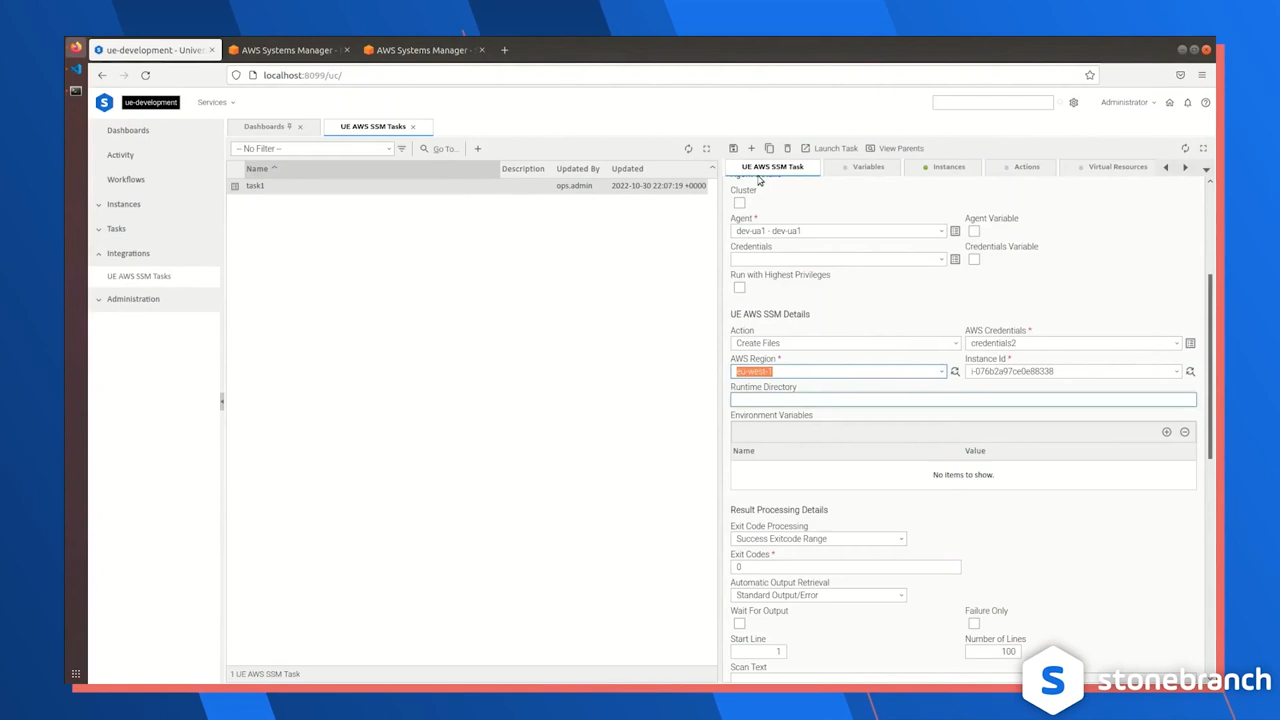 ue-development - Univer:
AWS Systems Manager -
AWS Systems Manager -
localhost:8099/uc/
ue-development
Services
Administrator
Dashboards
Activity
Workflows
Instances
Tasks
Integrations
UE AWS SSM Tasks
Administration
Dashboards
UE AWS SSM Tasks
-- No Filter --
Go To...
Name
Description
Updated By
Updated
task1
ops.admin
2022-10-30 22:07:19 +0000
1 UE AWS SSM Task
Launch Task
View Parents
UE AWS SSM Task
Variables
Instances
Actions
Virtual Resources
Cluster
Agent *
Agent Variable
dev-ua1 - dev-ua1
Credentials
Credentials Variable
Run with Highest Privileges
UE AWS SSM Details
Action
AWS Credentials *
Create Files
credentials2
AWS Region *
Instance Id *
eu-west-1
i-076b2a97ce0e88338
Runtime Directory
Environment Variables
Name
Value
No items to show.
Result Processing Details
Exit Code Processing
Success Exitcode Range
Exit Codes *
0
Automatic Output Retrieval
Standard Output/Error
Wait For Output
Failure Only
Start Line
Number of Lines
1
100
Scan Text
S stonebranch